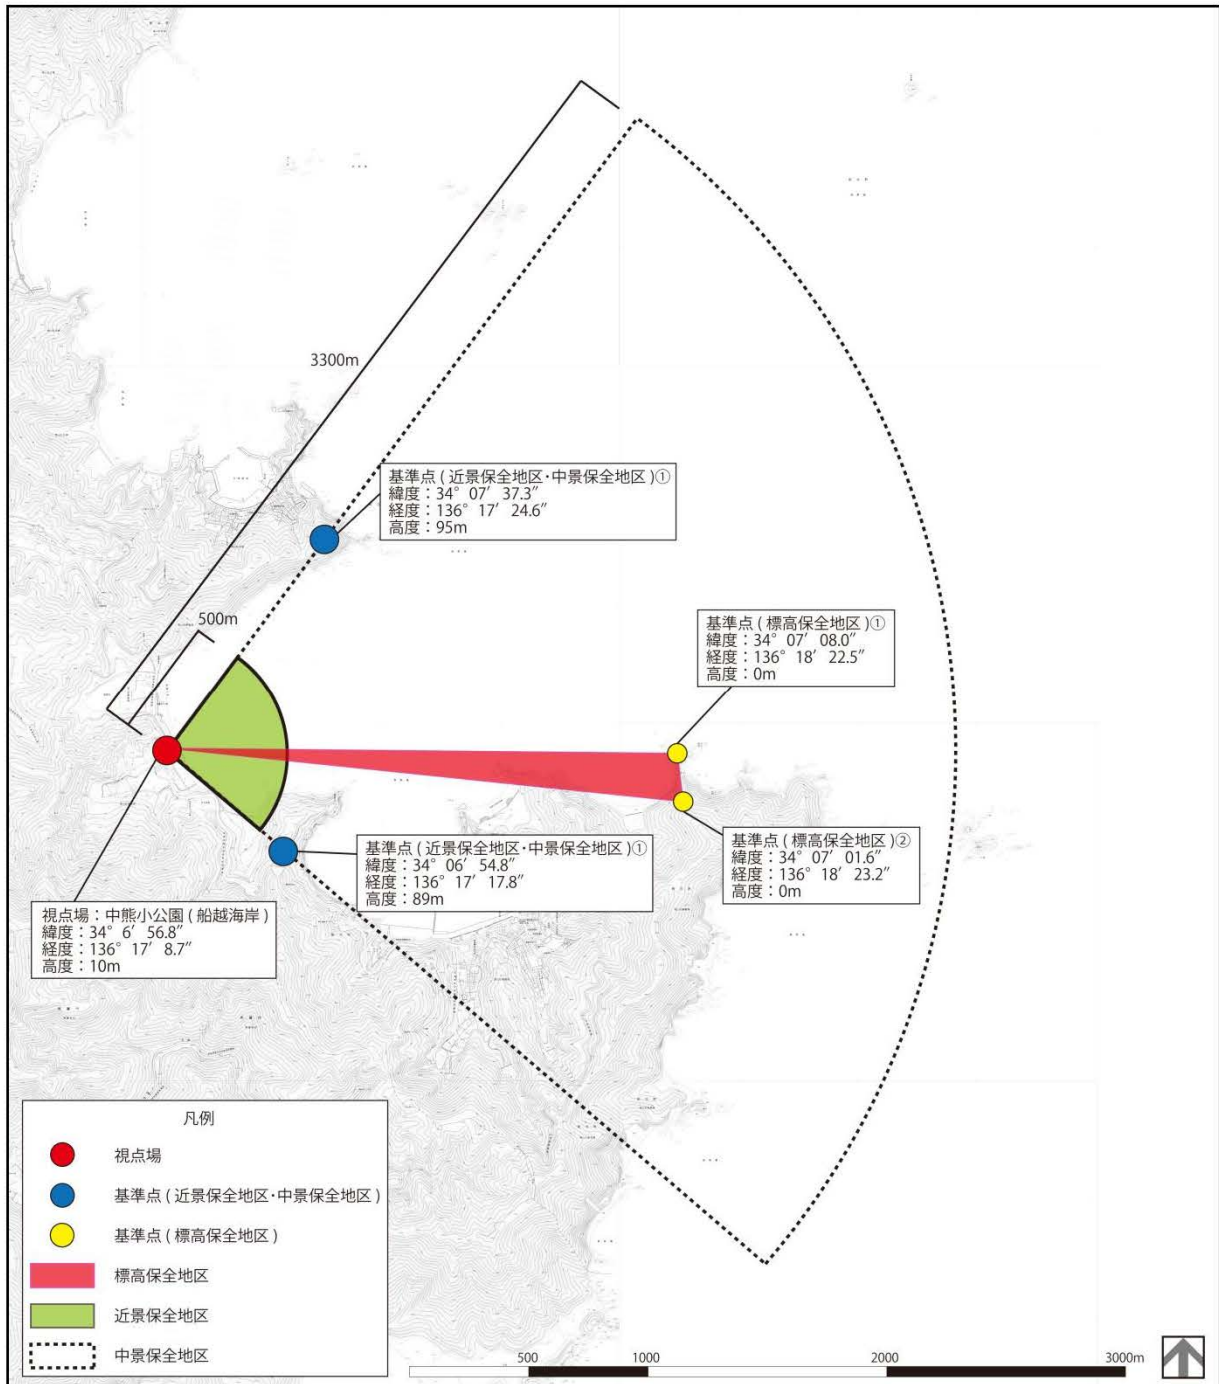 3300m
基準点 ( 近景保全地区･中景保全地区 )①
緯度：34° 07′ 37.3″
経度：136° 17′ 24.6″
高度：95m
500m
基準点 ( 標高保全地区 )①
緯度：34° 07′ 08.0″
経度：136° 18′ 22.5″
高度：0m
基準点 ( 標高保全地区 )②
緯度：34° 07′ 01.6″
経度：136° 18′ 23.2″
高度：0m
基準点 ( 近景保全地区･中景保全地区 )①
緯度：34° 06′ 54.8″
経度：136° 17′ 17.8″
高度：89m
視点場：中熊小公園 ( 船越海岸 )
緯度：34° 6′ 56.8″
経度：136° 17′ 8.7″
高度：10m
凡例
視点場
基準点 ( 近景保全地区･中景保全地区 )
基準点 ( 標高保全地区 )
標高保全地区
近景保全地区
中景保全地区
500 1000 2000 3000m